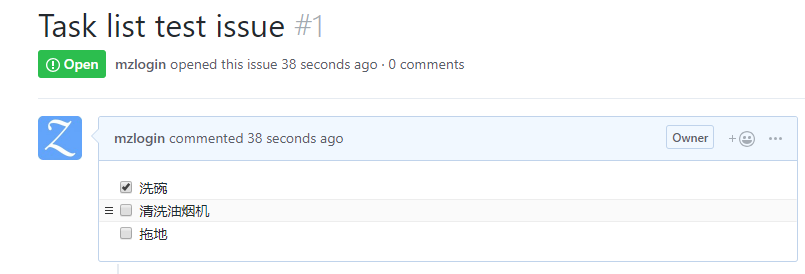 Task list test issue #1
Open mzlogin opened this issue 38 seconds ago · 0 comments
Z
mzlogin commented 38 seconds ago Owner +
洗碗
清洗油烟机
拖地